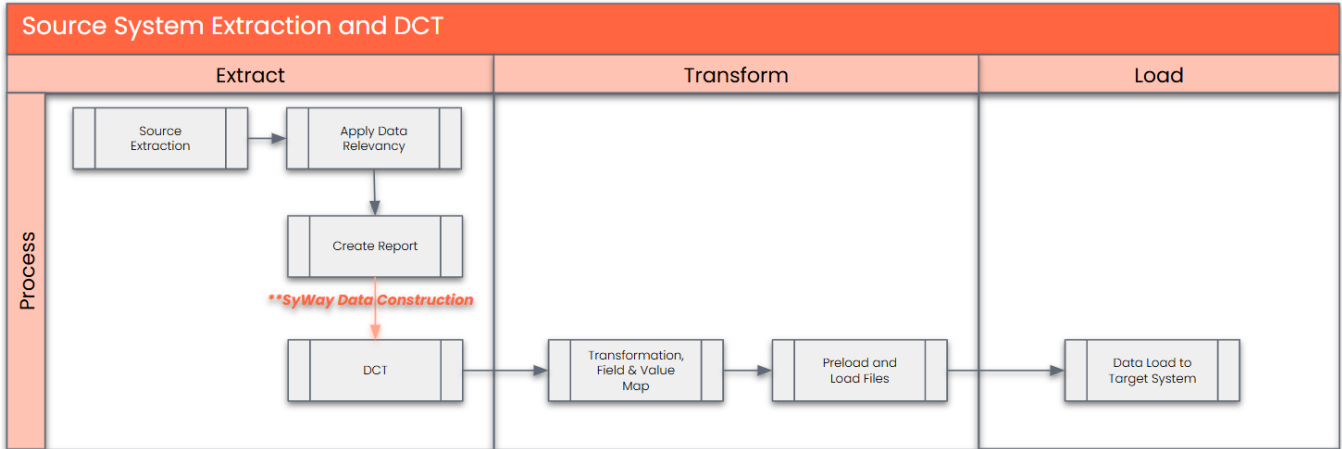 Source System Extraction and DCT
Extract
Transform
Load
Process
Source
Extraction
Apply Data
Relevancy
Create Report
**SyWay Data Construction
DCT
Transformation,
Field & Value
Map
Preload and
Load Files
Data Load to
Target System